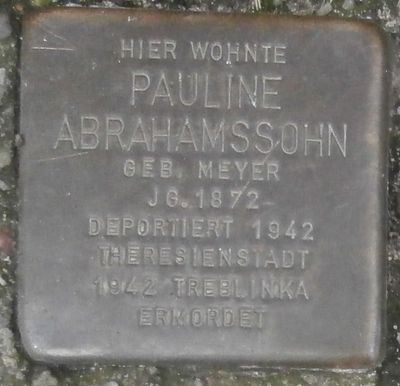 HIER WOHNTE
PAULINE
ABRAHAMSSOHN
GEB. MEYER
JG. 1872
DEPORTIERT 1942
THERESIENSTADT
1942 TREBLINKA
ERMORDET